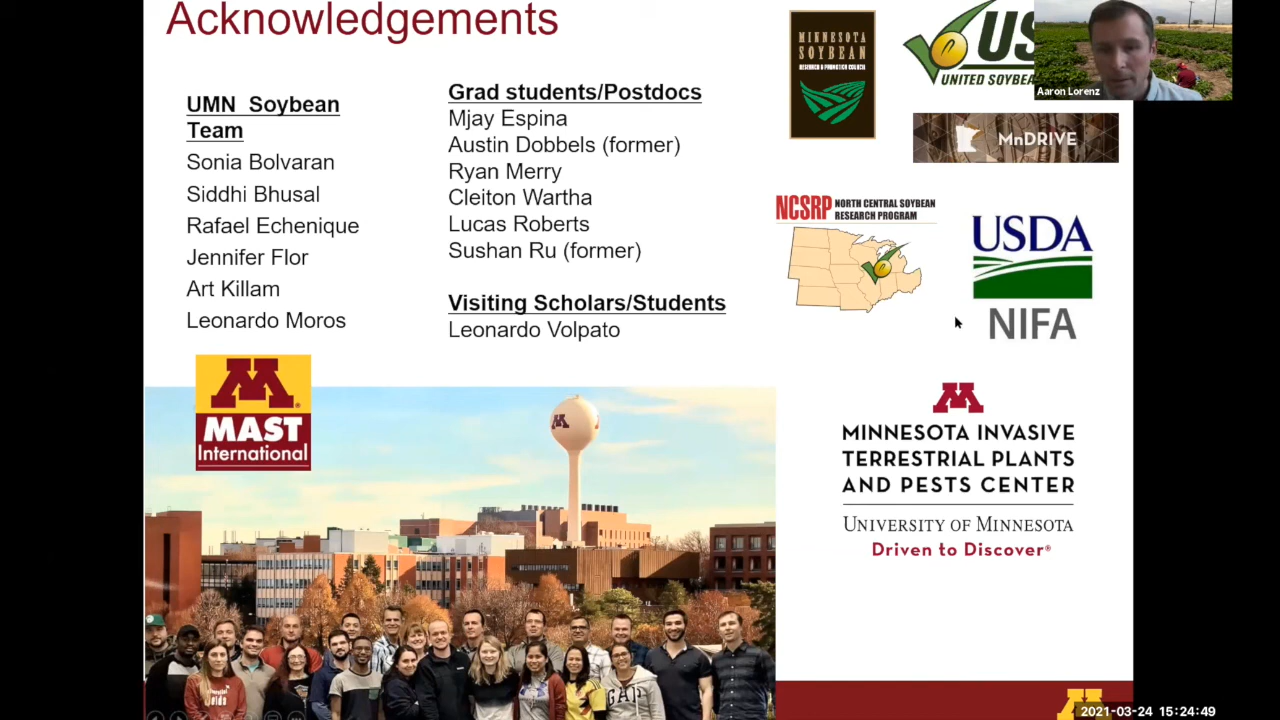 Acknowledgements
UMN Soybean
Team
Sonia Bolvaran
Siddhi Bhusal
Rafael Echenique
Jennifer Flor
Art Killam
Leonardo Moros
Grad students/Postdocs
Mjay Espina
Austin Dobbels (former)
Ryan Merry
Cleiton Wartha
Lucas Roberts
Sushan Ru (former)
Visiting Scholars/Students
Leonardo Volpato
MINNESOTA
SOYBEAN
RESEARCH & PROMOTION COUNCIL
US
UNITED SOYBEA
Aaron Lorenz
MnDRIVE
NCSRP NORTH CENTRAL SOYBEAN
RESEARCH PROGRAM
USDA
NIFA
M
MAST
International
M
M
MINNESOTA INVASIVE
TERRESTRIAL PLANTS
AND PESTS CENTER
UNIVERSITY OF MINNESOTA
Driven to Discover®
GAP
2021-03-24 15:24:49